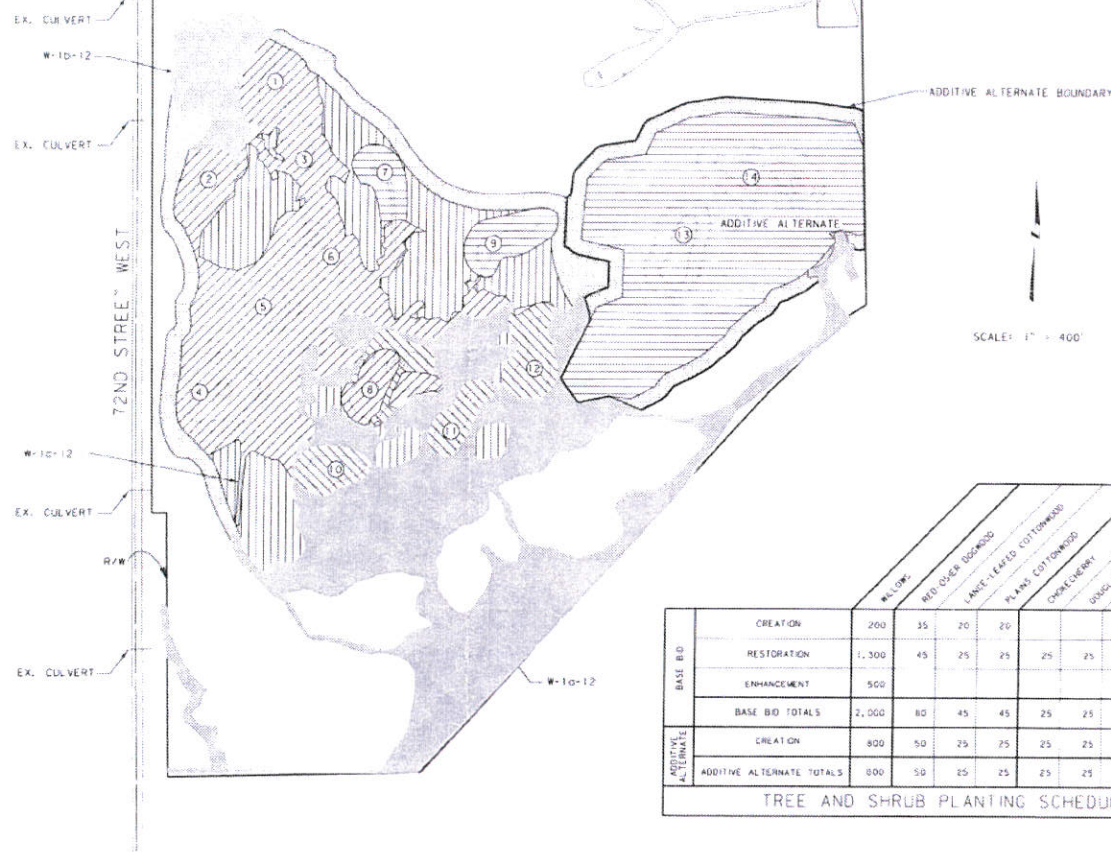 EX. CULVERT
W-1b-12
EX. CULVERT
ADDITIVE ALTERNATE BOUNDARY
1
2
3
7
14
6
9
13
ADDITIVE ALTERNATE
5
72ND STREET WEST
SCALE: 1" = 400'
4
8
12
11
10
W-1c-12
EX. CULVERT
R/W
EX. CULVERT
W-1a-12
WILLOWS
RED-OSIER DOGWOOD
LANCE-LEAFED COTTONWOOD
PLAINS COTTONWOOD
CHOKECHERRY
BASE BID
CREATION 200 35 20 20
RESTORATION 1,300 45 25 25 25 25
ENHANCEMENT 500
BASE BID TOTALS 2,000 80 45 45 25 25
ADDITIVE ALTERNATE
CREATION 800 50 25 25 25 25
ADDITIVE ALTERNATE TOTALS 800 50 25 25 25 25
TREE AND SHRUB PLANTING SCHEDU